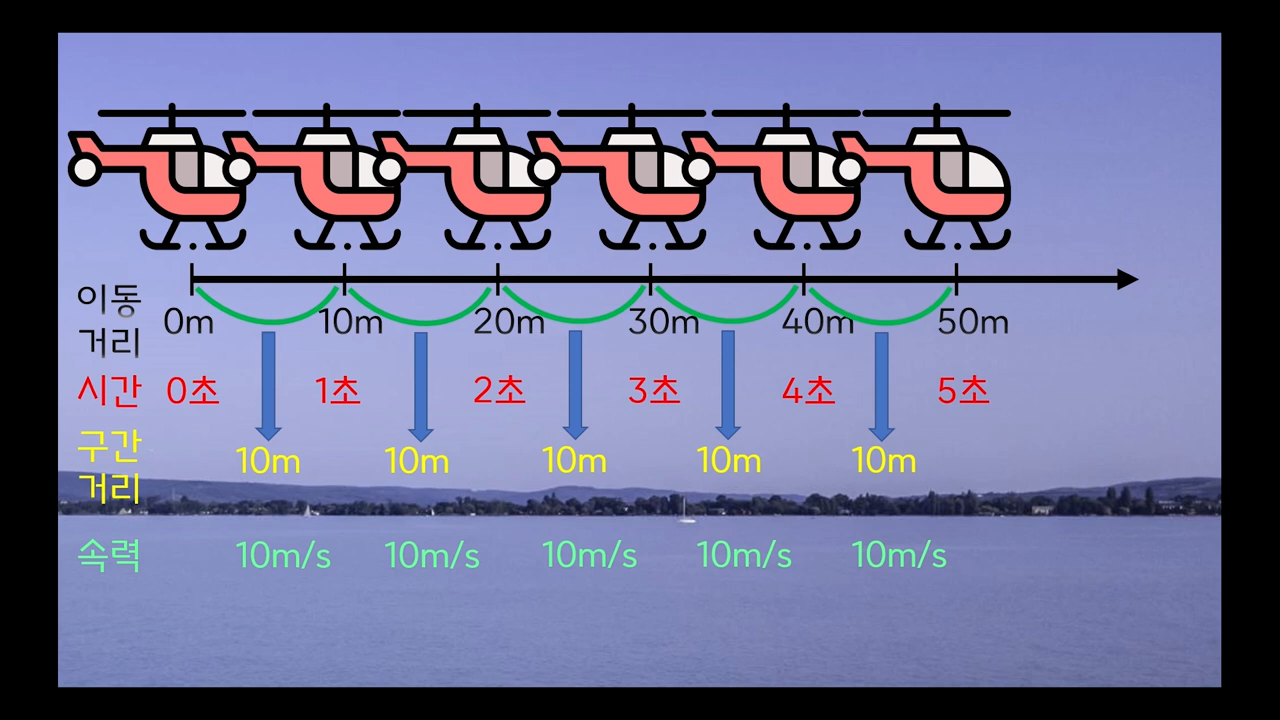 이동
거리
0m 10m 20m 30m 40m 50m
시간 0초 1초 2초 3초 4초 5초
구간
거리
10m 10m 10m 10m 10m
속력 10m/s 10m/s 10m/s 10m/s 10m/s